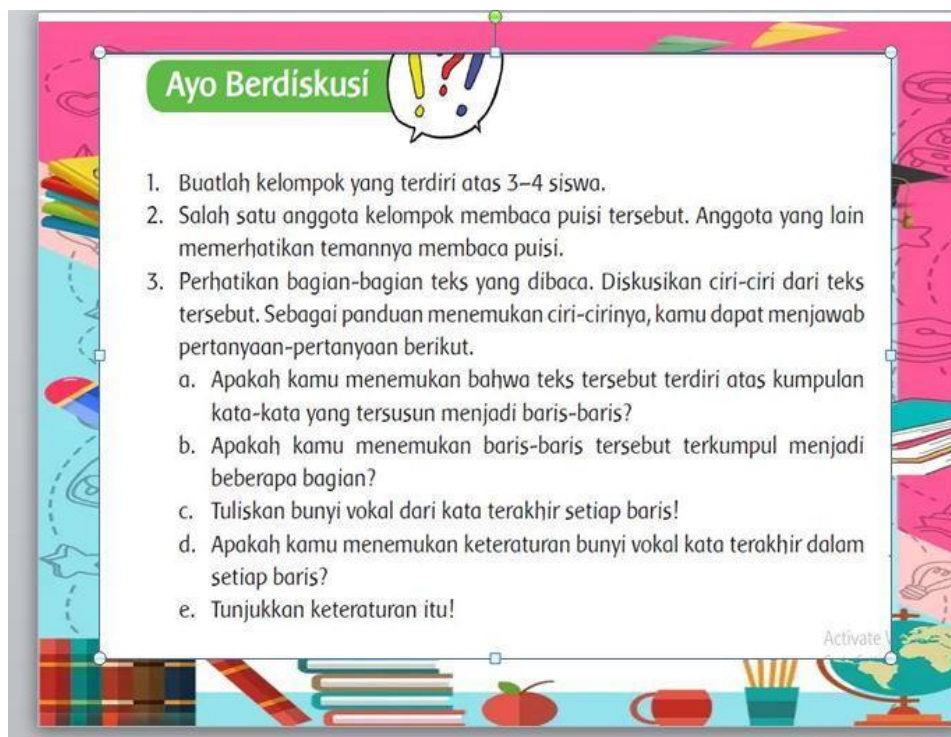 Ayo Berdiskusi
1. Buatlah kelompok yang terdiri atas 3–4 siswa.
2. Salah satu anggota kelompok membaca puisi tersebut. Anggota yang lain
memerhatikan temannya membaca puisi.
3. Perhatikan bagian-bagian teks yang dibaca. Diskusikan ciri-ciri dari teks
tersebut. Sebagai panduan menemukan ciri-cirinya, kamu dapat menjawab
pertanyaan-pertanyaan berikut.
a. Apakah kamu menemukan bahwa teks tersebut terdiri atas kumpulan
kata-kata yang tersusun menjadi baris-baris?
b. Apakah kamu menemukan baris-baris tersebut terkumpul menjadi
beberapa bagian?
c. Tuliskan bunyi vokal dari kata terakhir setiap baris!
d. Apakah kamu menemukan keteraturan bunyi vokal kata terakhir dalam
setiap baris?
e. Tunjukkan keteraturan itu!
Activate